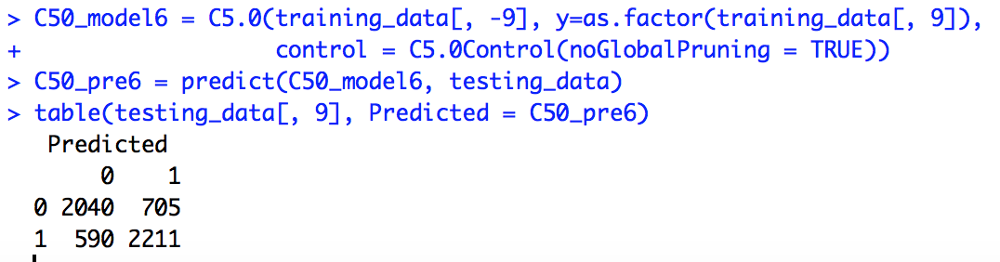 > C50_model6 = C5.0(training_data[, -9], y=as.factor(training_data[, 9]),
+                   control = C5.0Control(noGlobalPruning = TRUE))
> C50_pre6 = predict(C50_model6, testing_data)
> table(testing_data[, 9], Predicted = C50_pre6)
   Predicted
       0    1
  0 2040  705
  1  590 2211